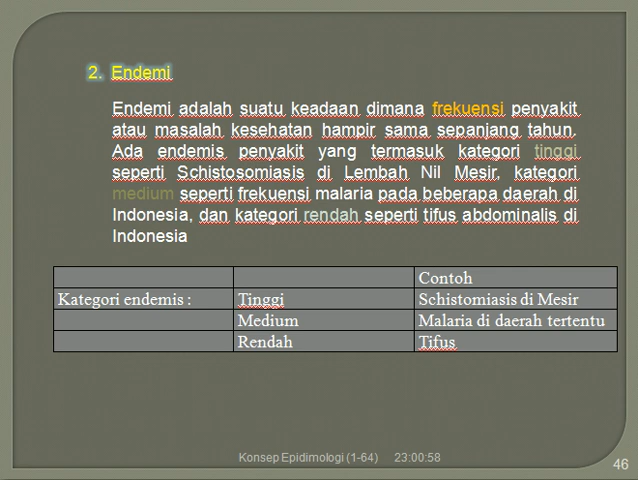 2. Endemi
Endemi adalah suatu keadaan dimana frekuensi penyakit
atau masalah kesehatan hampir sama sepanjang tahun.
Ada endemis penyakit yang termasuk kategori tinggi
seperti Schistosomiasis di Lembah Nil Mesir, kategori
medium seperti frekuensi malaria pada beberapa daerah di
Indonesia, dan kategori rendah seperti tifus abdominalis di
Indonesia
Contoh
Kategori endemis : Tinggi Schistomiasis di Mesir
Medium Malaria di daerah tertentu
Rendah Tifus
Konsep Epidimologi (1-64) 23:00:58
46